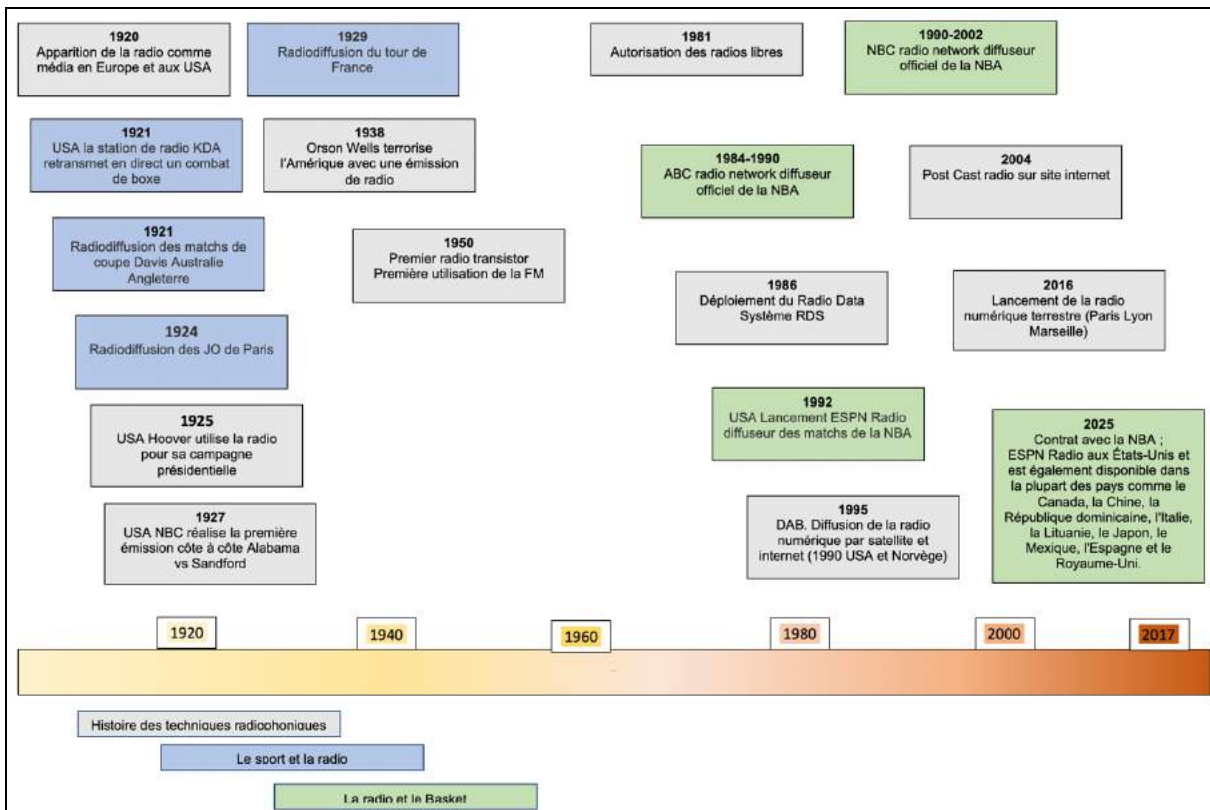 1920
Apparition de la radio comme
média en Europe et aux USA
1929
Radiodiffusion du tour de
France
1981
Autorisation des radios libres
1990-2002
NBC radio network diffuseur
officiel de la NBA
1921
USA la station de radio KDA
retransmet en direct un combat
de boxe
1938
Orson Wells terrorise
l'Amérique avec une émission
de radio
1984-1990
ABC radio network diffuseur
officiel de la NBA
2004
Post Cast radio sur site internet
1921
Radiodiffusion des matchs de
coupe Davis Australie
Angleterre
1950
Premier radio transistor
Première utilisation de la FM
1986
Déploiement du Radio Data
Système RDS
2016
Lancement de la radio
numérique terrestre (Paris Lyon
Marseille)
1924
Radiodiffusion des JO de Paris
1992
USA Lancement ESPN Radio
diffuseur des matchs de la NBA
1925
USA Hoover utilise la radio
pour sa campagne
présidentielle
2025
Contrat avec la NBA ;
ESPN Radio aux États-Unis et
est également disponible dans
la plupart des pays comme le
Canada, la Chine, la
République dominicaine, l'Italie,
la Lituanie, le Japon, le
Mexique, l'Espagne et le
Royaume-Uni.
1927
USA NBC réalise la première
émission côte à côte Alabama
vs Sandford
1995
DAB. Diffusion de la radio
numérique par satellite et
internet (1990 USA et Norvège)
1920
1940
1960
1980
2000
2017
Histoire des techniques radiophoniques
Le sport et la radio
La radio et le Basket